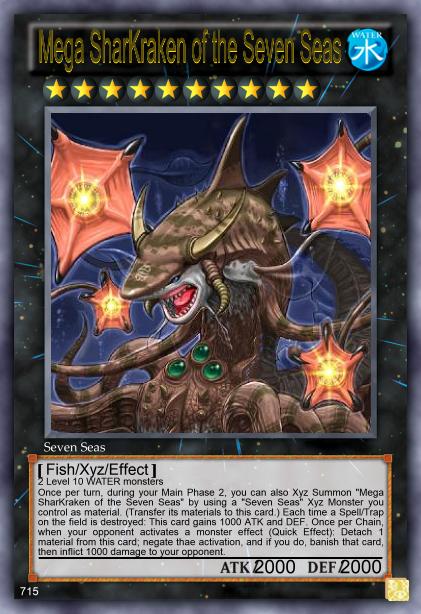 Mega SharKraken of the Seven Seas
WATER
水
Seven Seas
[ Fish/Xyz/Effect ]
2 Level 10 WATER monsters
Once per turn, during your Main Phase 2, you can also Xyz Summon "Mega
SharKraken of the Seven Seas" by using a "Seven Seas" Xyz Monster you
control as material. (Transfer its materials to this card.) Each time a Spell/Trap
on the field is destroyed: This card gains 1000 ATK and DEF. Once per Chain,
when your opponent activates a monster effect (Quick Effect): Detach 1
material from this card; negate thae activation, and if you do, banish that card,
then inflict 1000 damage to your opponent.
ATK/2000 DEF/2000
715